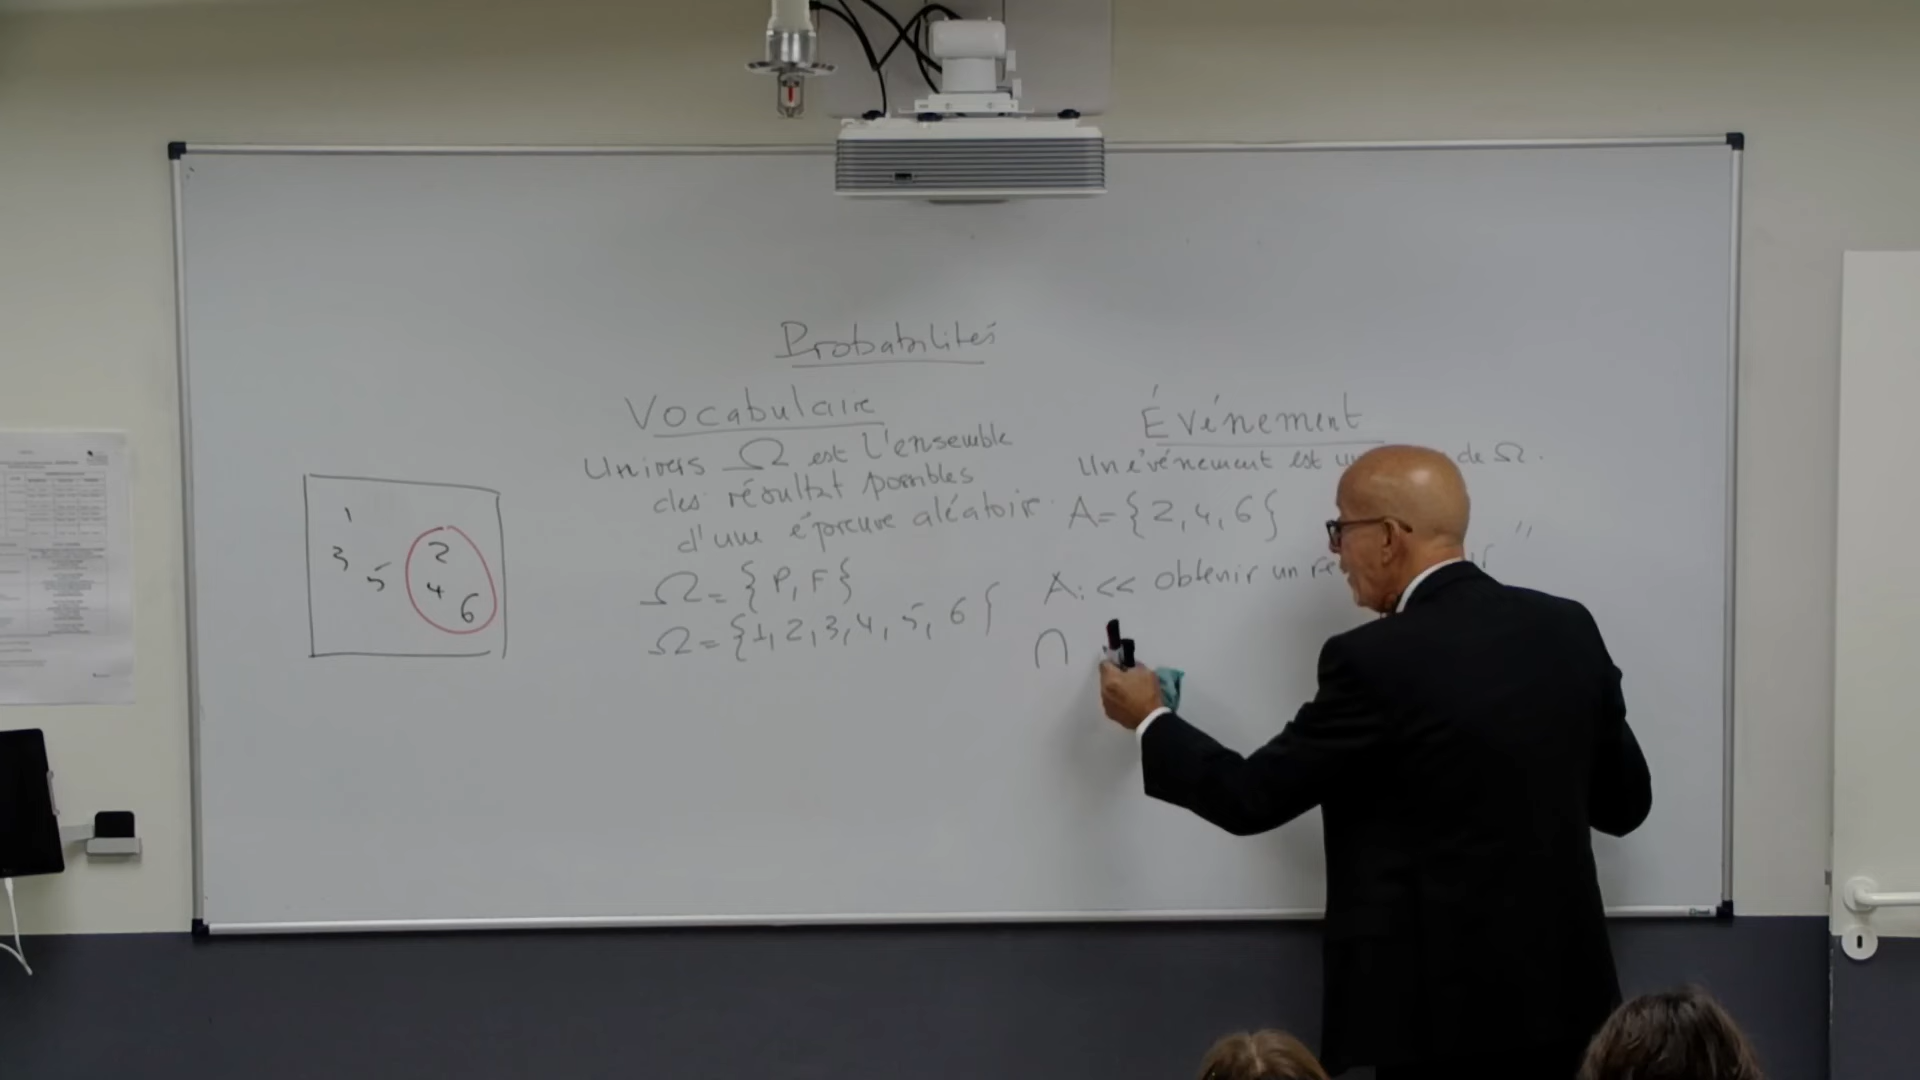 Probabilités
Vocabulaire
Univers Ω est l'ensemble
des résultat possibles
d'une épreuve aléatoire.
Ω = { P, F }
Ω = { 1, 2, 3, 4, 5, 6 }
1
3 5 2
4
6
Événement
Un événement est de Ω.
A = { 2, 4, 6 }
A: << obtenir un "
∩